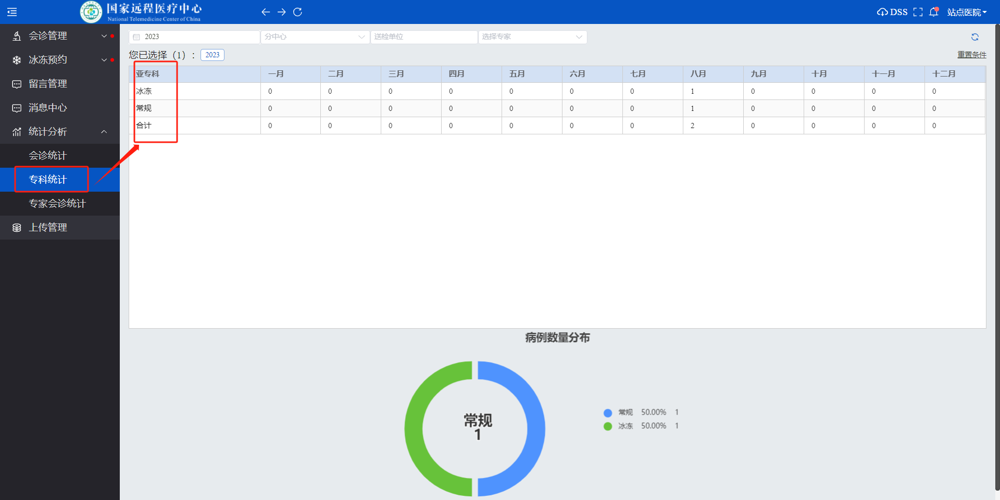 国家远程医疗中心
National Telemedicine Center of China
DSS
站点医院
会诊管理
冰冻预约
留言管理
消息中心
统计分析
会诊统计
专科统计
专家会诊统计
上传管理
2023 分中心 送检单位 选择专家
您已选择（1）： 2023
重置条件
亚专科 一月 二月 三月 四月 五月 六月 七月 八月 九月 十月 十一月 十二月
冰冻 0 0 0 0 0 0 0 1 0 0 0 0
常规 0 0 0 0 0 0 0 1 0 0 0 0
合计 0 0 0 0 0 0 0 2 0 0 0 0
病例数量分布
常规
1
常规 50.00% 1
冰冻 50.00% 1